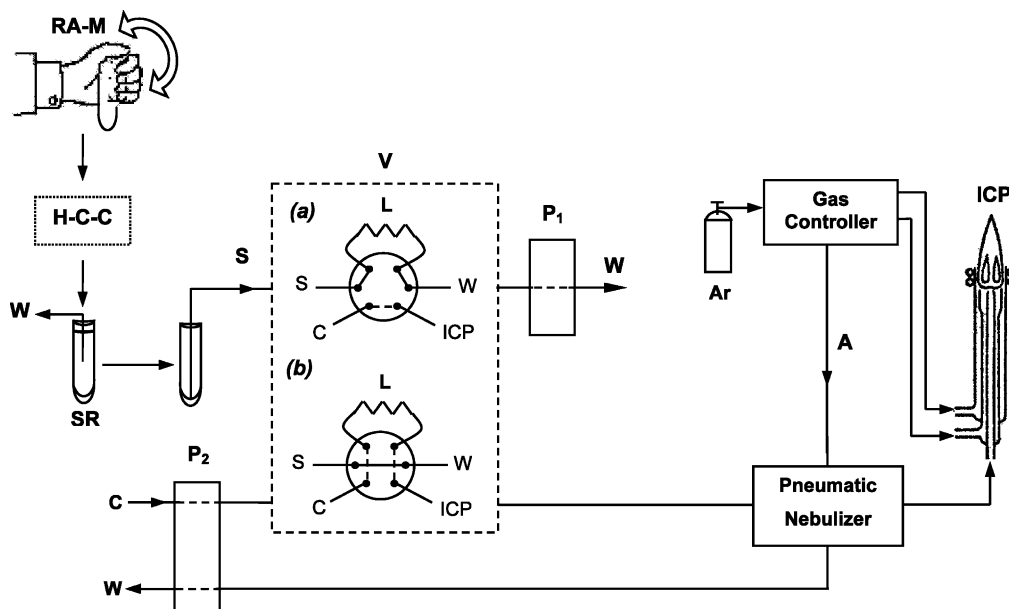 RA-M
H-C-C
W
SR
S
V
(a)
L
S
W
C
ICP
(b)
L
S
W
C
ICP
P1
W
P2
C
W
Ar
Gas
Controller
A
Pneumatic
Nebulizer
ICP